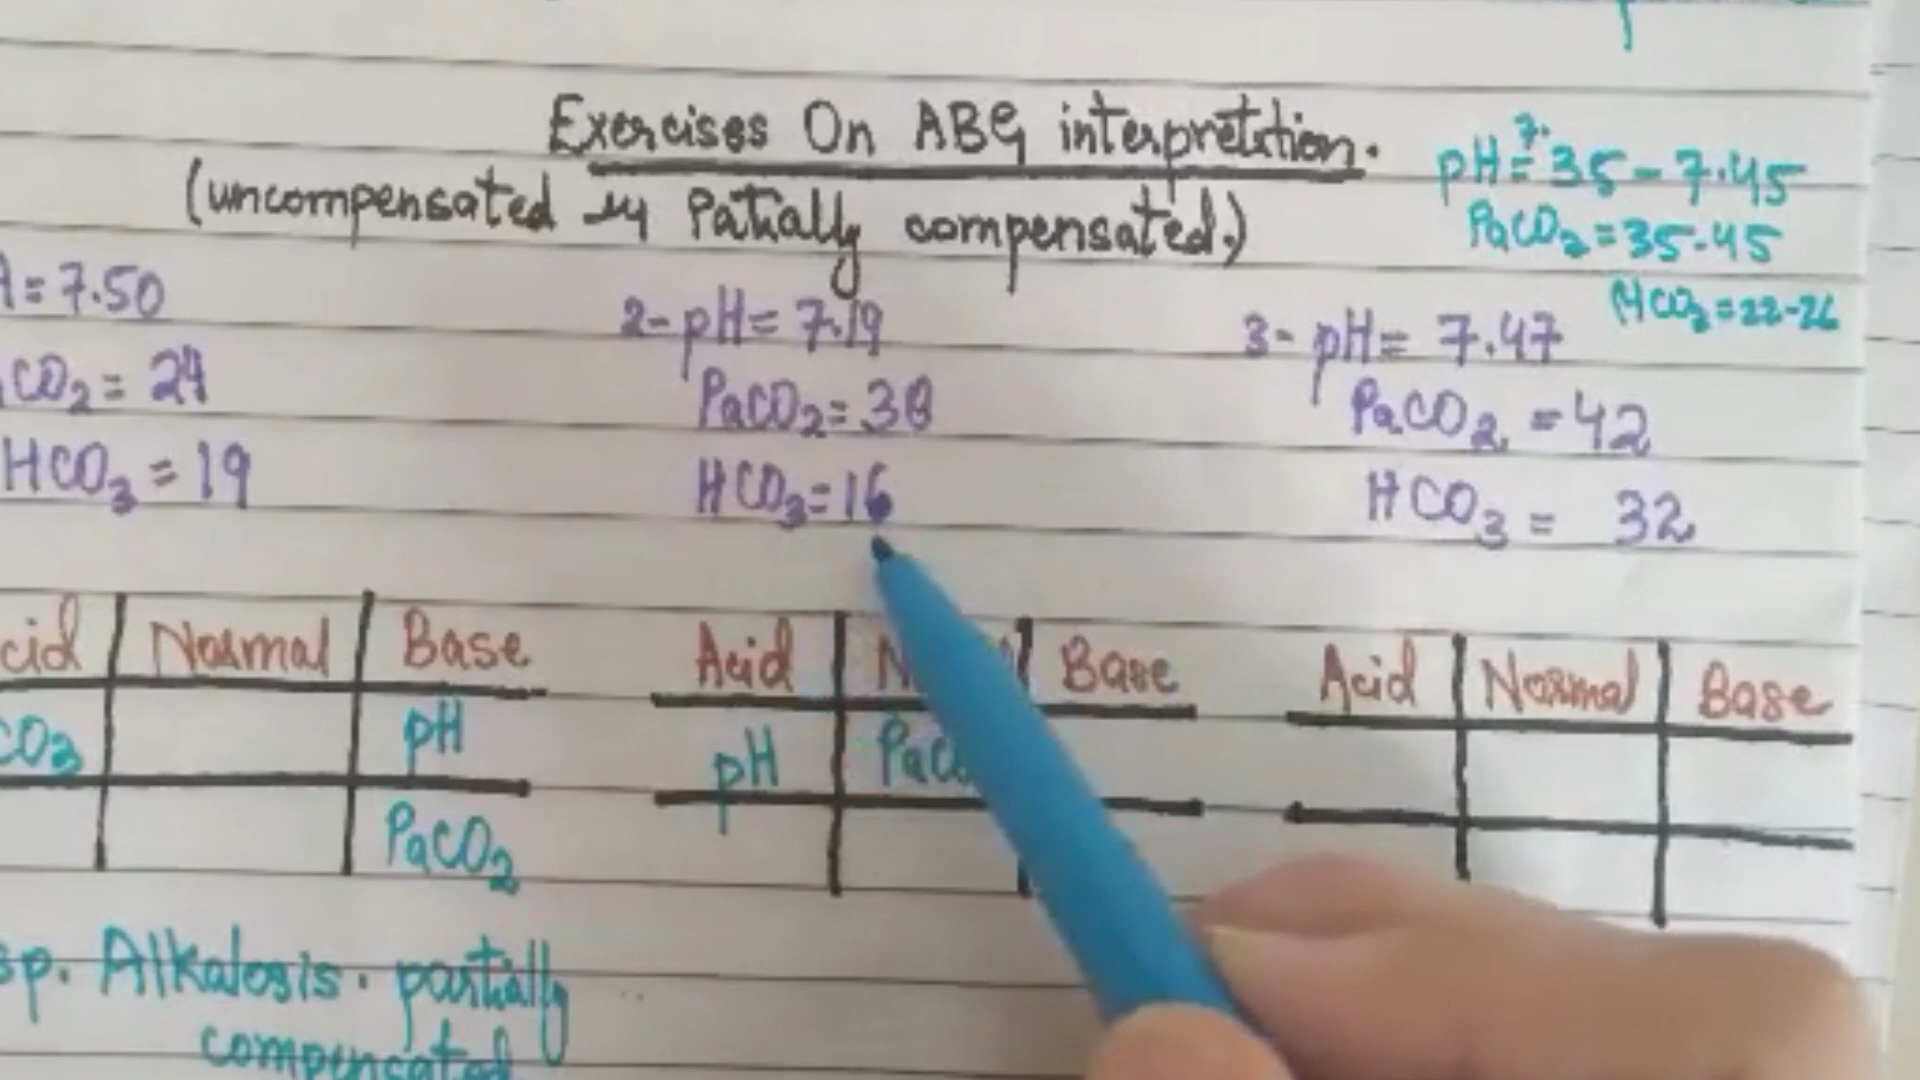 Exercises On ABG interpretation.
(uncompensated Patially compensated.)
pH = 7.35 - 7.45
PaCO2 = 35-45
HCO3 = 22-26
= 7.50
CO2 = 24
HCO3 = 19
2- pH = 7.19
PaCO2 = 38
HCO3 = 16
3- pH = 7.47
PaCO2 = 42
HCO3 = 32
cid Normal Base
CO3 pH
PaCO2
Acid Base
pH
Acid Normal Base
sp. Alkalosis. partially
compensated